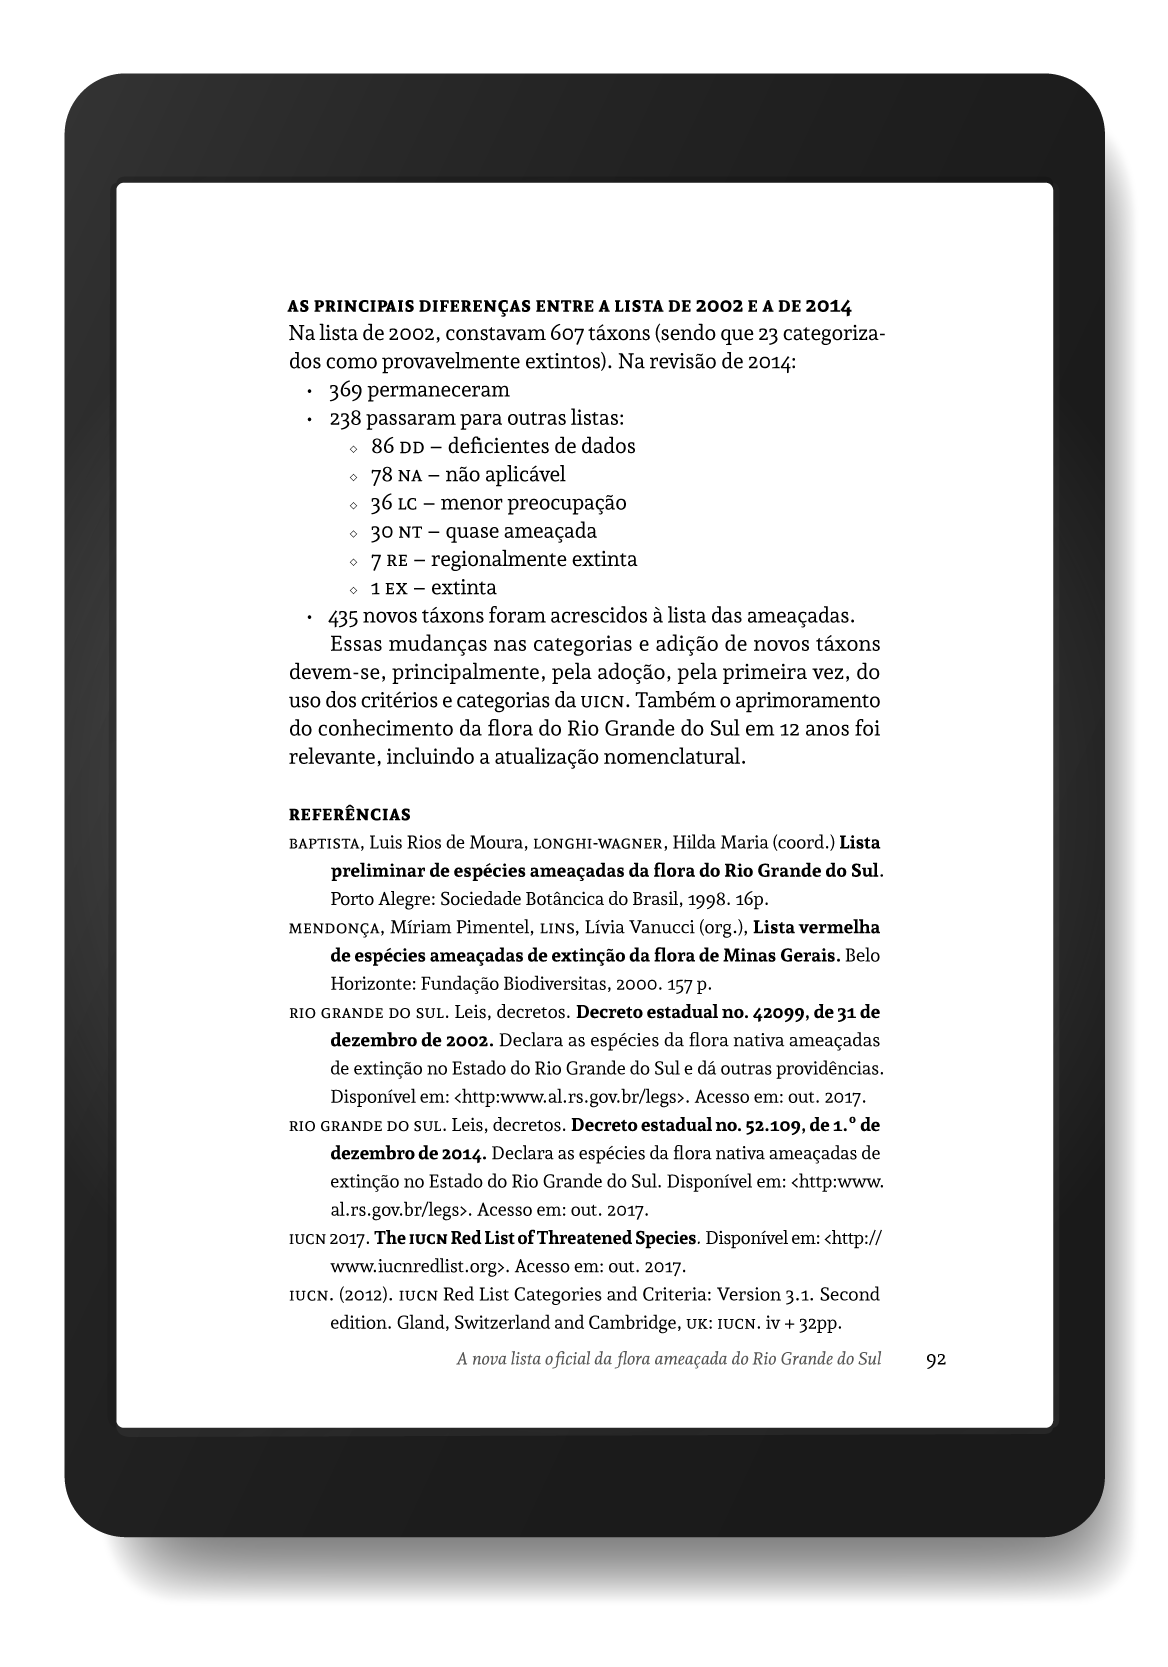 AS PRINCIPAIS DIFERENÇAS ENTRE A LISTA DE 2002 E A DE 2014
Na lista de 2002, constavam 607 táxons (sendo que 23 categoriza-
dos como provavelmente extintos). Na revisão de 2014:
• 369 permaneceram
• 238 passaram para outras listas:
◇ 86 DD – deficientes de dados
◇ 78 NA – não aplicável
◇ 36 LC – menor preocupação
◇ 30 NT – quase ameaçada
◇ 7 RE – regionalmente extinta
◇ 1 EX – extinta
• 435 novos táxons foram acrescidos à lista das ameaçadas.
Essas mudanças nas categorias e adição de novos táxons
devem-se, principalmente, pela adoção, pela primeira vez, do
uso dos critérios e categorias da UICN. Também o aprimoramento
do conhecimento da flora do Rio Grande do Sul em 12 anos foi
relevante, incluindo a atualização nomenclatural.
REFERÊNCIAS
BAPTISTA, Luis Rios de Moura, LONGHI-WAGNER, Hilda Maria (coord.) Lista
preliminar de espécies ameaçadas da flora do Rio Grande do Sul.
Porto Alegre: Sociedade Botâncica do Brasil, 1998. 16p.
MENDONÇA, Míriam Pimentel, LINS, Lívia Vanucci (org.), Lista vermelha
de espécies ameaçadas de extinção da flora de Minas Gerais. Belo
Horizonte: Fundação Biodiversitas, 2000. 157 p.
RIO GRANDE DO SUL. Leis, decretos. Decreto estadual no. 42099, de 31 de
dezembro de 2002. Declara as espécies da flora nativa ameaçadas
de extinção no Estado do Rio Grande do Sul e dá outras providências.
Disponível em: <http:www.al.rs.gov.br/legs>. Acesso em: out. 2017.
RIO GRANDE DO SUL. Leis, decretos. Decreto estadual no. 52.109, de 1.º de
dezembro de 2014. Declara as espécies da flora nativa ameaçadas de
extinção no Estado do Rio Grande do Sul. Disponível em: <http:www.
al.rs.gov.br/legs>. Acesso em: out. 2017.
IUCN 2017. The IUCN Red List of Threatened Species. Disponível em: <http://
www.iucnredlist.org>. Acesso em: out. 2017.
IUCN. (2012). IUCN Red List Categories and Criteria: Version 3.1. Second
edition. Gland, Switzerland and Cambridge, UK: IUCN. iv + 32pp.
A nova lista oficial da flora ameaçada do Rio Grande do Sul 92